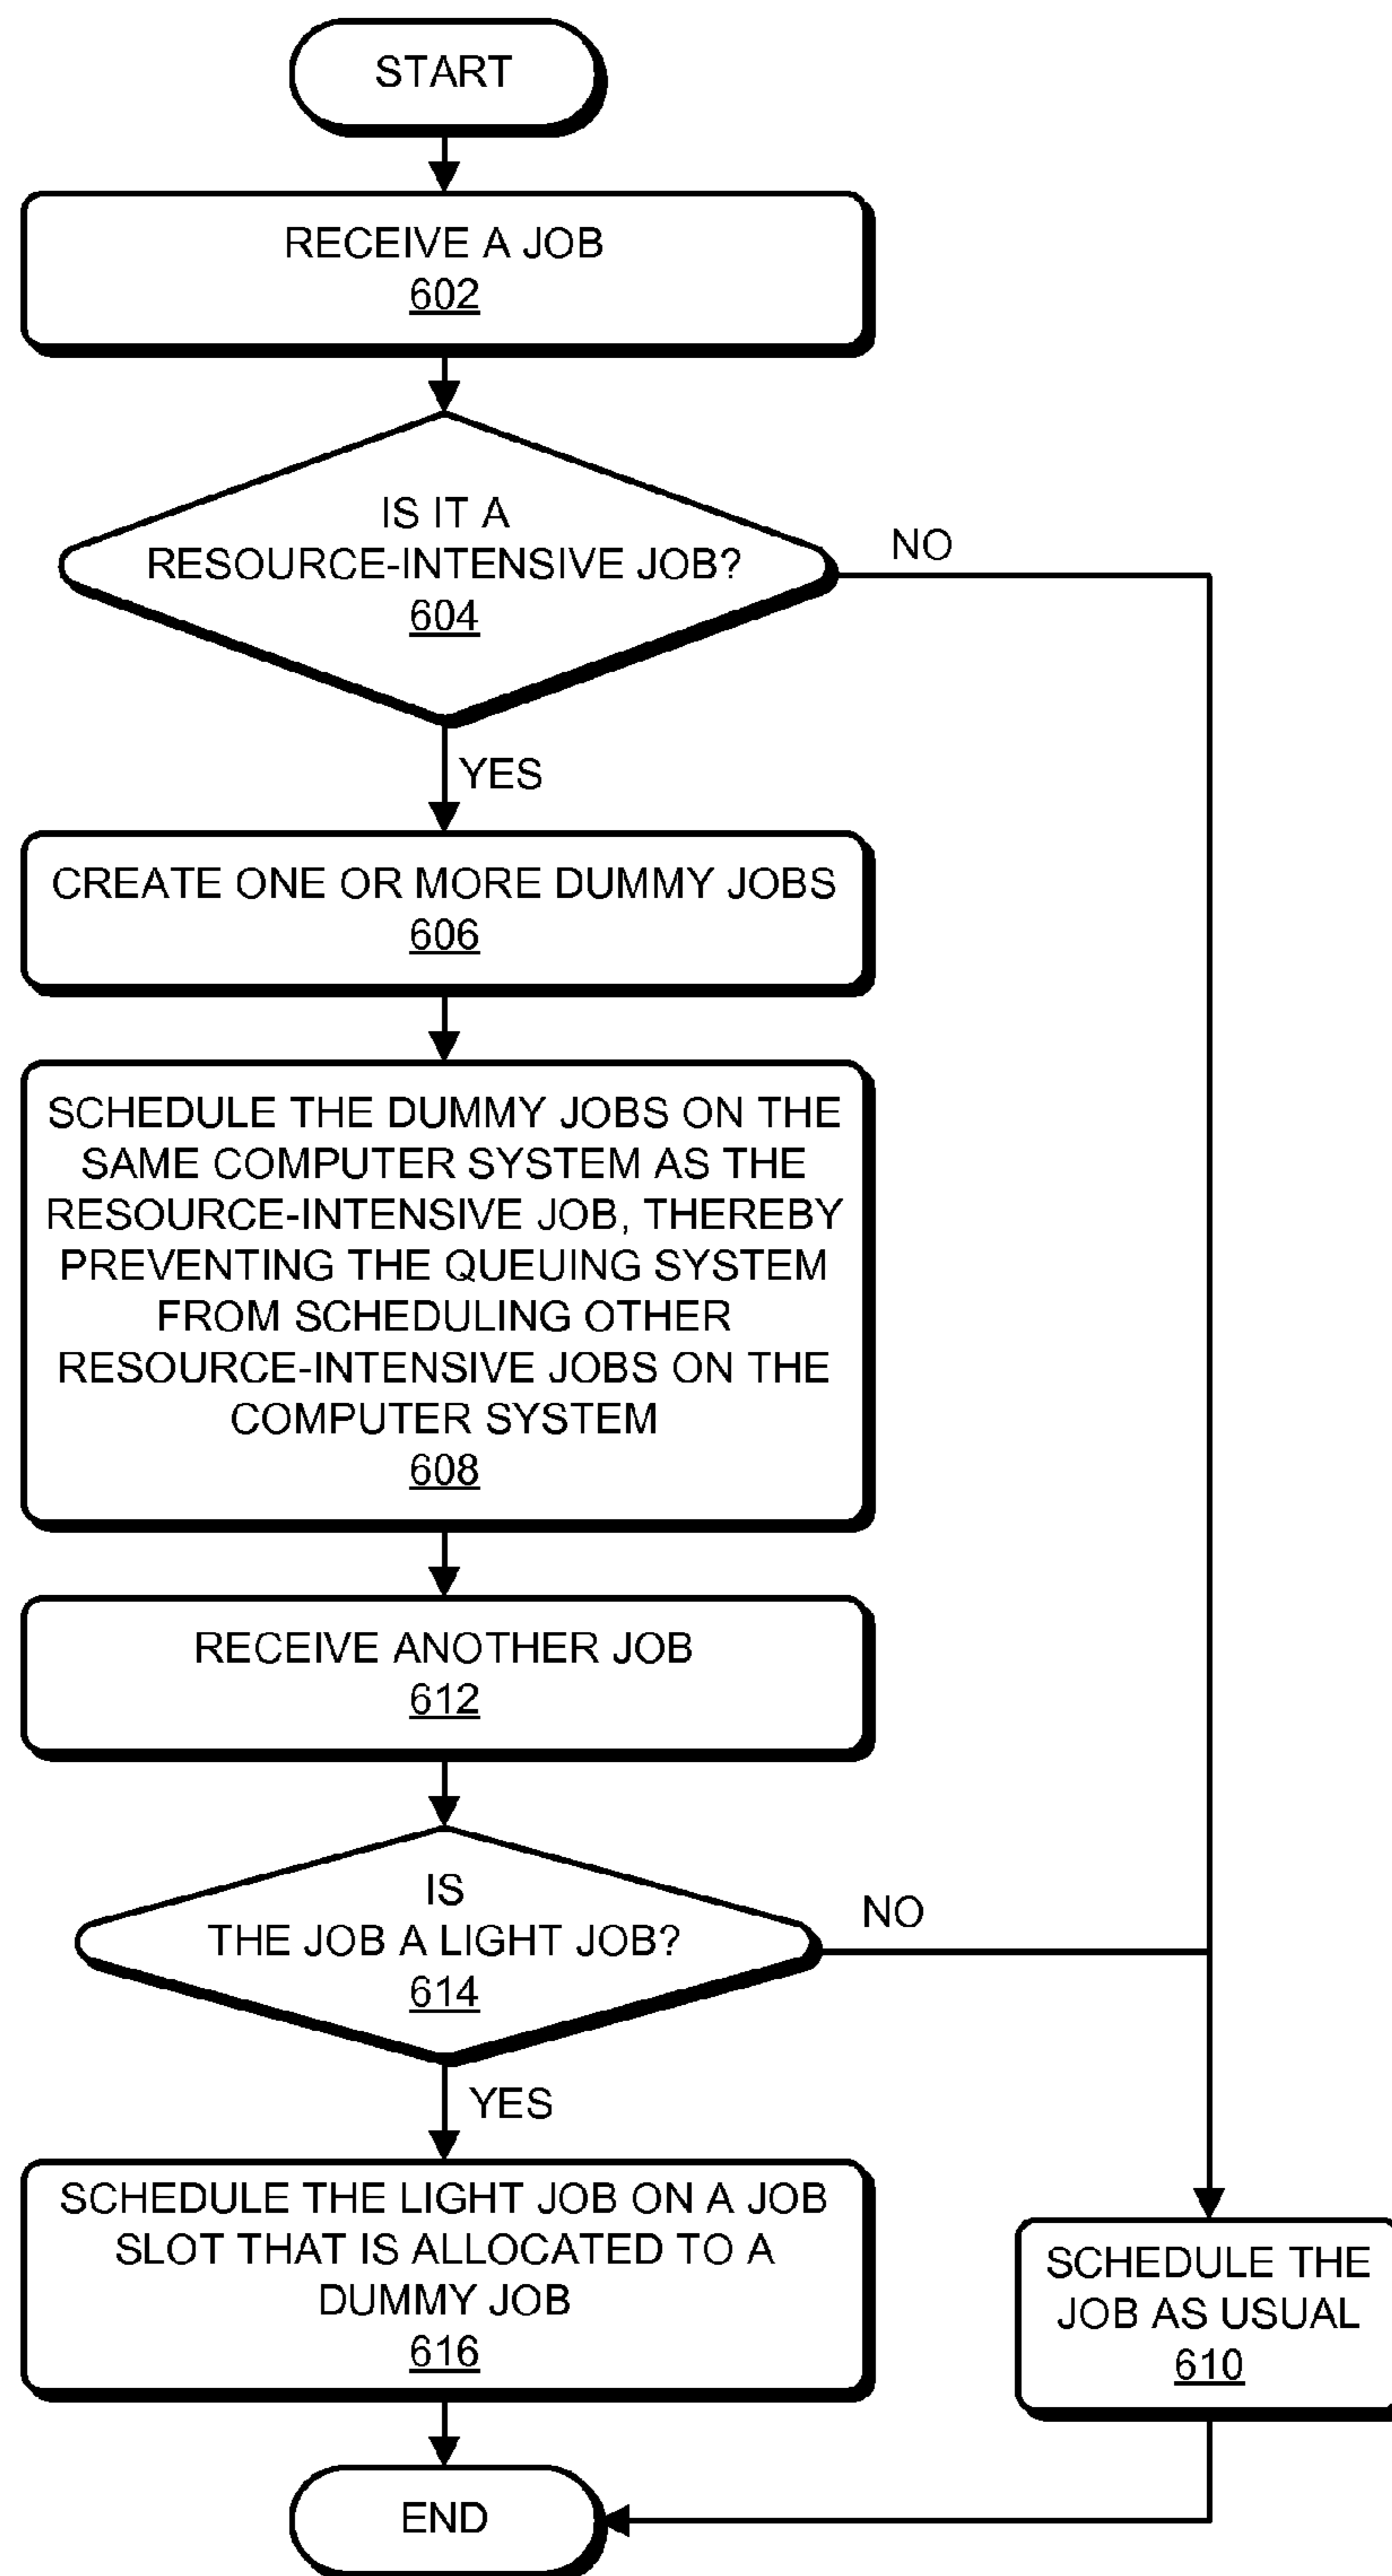 START
RECEIVE A JOB
602
IS IT A
RESOURCE-INTENSIVE JOB?
604
NO
YES
CREATE ONE OR MORE DUMMY JOBS
606
SCHEDULE THE DUMMY JOBS ON THE
SAME COMPUTER SYSTEM AS THE
RESOURCE-INTENSIVE JOB, THEREBY
PREVENTING THE QUEUING SYSTEM
FROM SCHEDULING OTHER
RESOURCE-INTENSIVE JOBS ON THE
COMPUTER SYSTEM
608
RECEIVE ANOTHER JOB
612
IS
THE JOB A LIGHT JOB?
614
NO
YES
SCHEDULE THE LIGHT JOB ON A JOB
SLOT THAT IS ALLOCATED TO A
DUMMY JOB
616
SCHEDULE THE
JOB AS USUAL
610
END